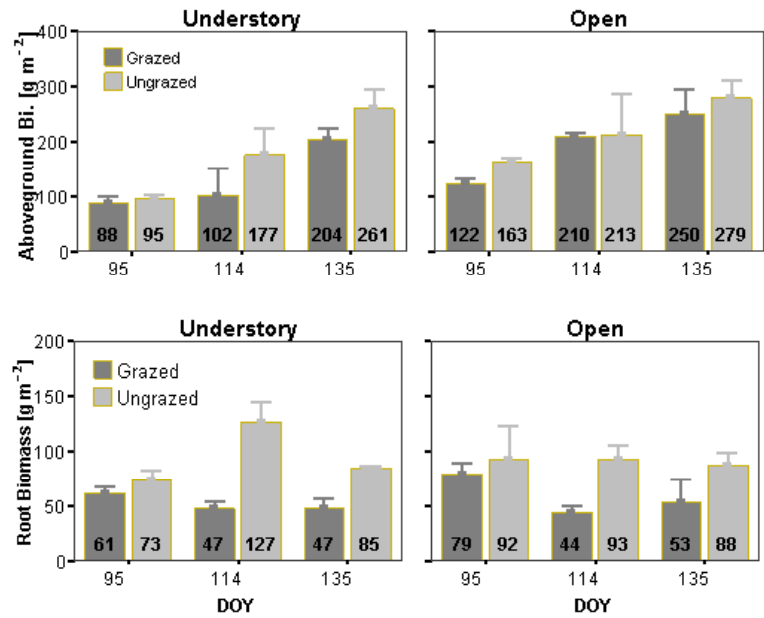 Understory Open
Aboveground Bi. [g m⁻²]
400
300
200
100
0
Grazed
Ungrazed
88 95 102 177 204 261
122 163 210 213 250 279
95 114 135 95 114 135
Understory Open
Root Biomass [g m⁻²]
200
150
100
50
0
Grazed
Ungrazed
61 73 47 127 47 85
79 92 44 93 53 88
95 114 135 95 114 135
DOY DOY